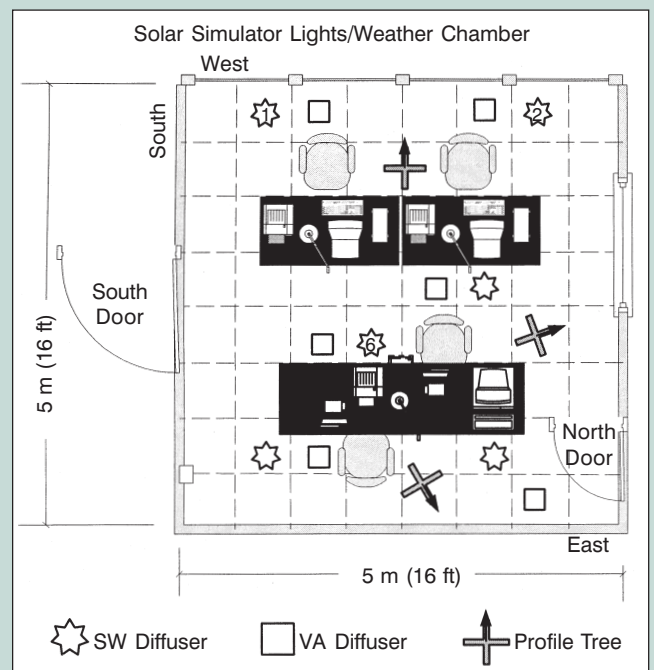 Solar Simulator Lights/Weather Chamber
West
South
1
2
South
Door
5 m (16 ft)
6
North
Door
East
5 m (16 ft)
SW Diffuser
VA Diffuser
Profile Tree